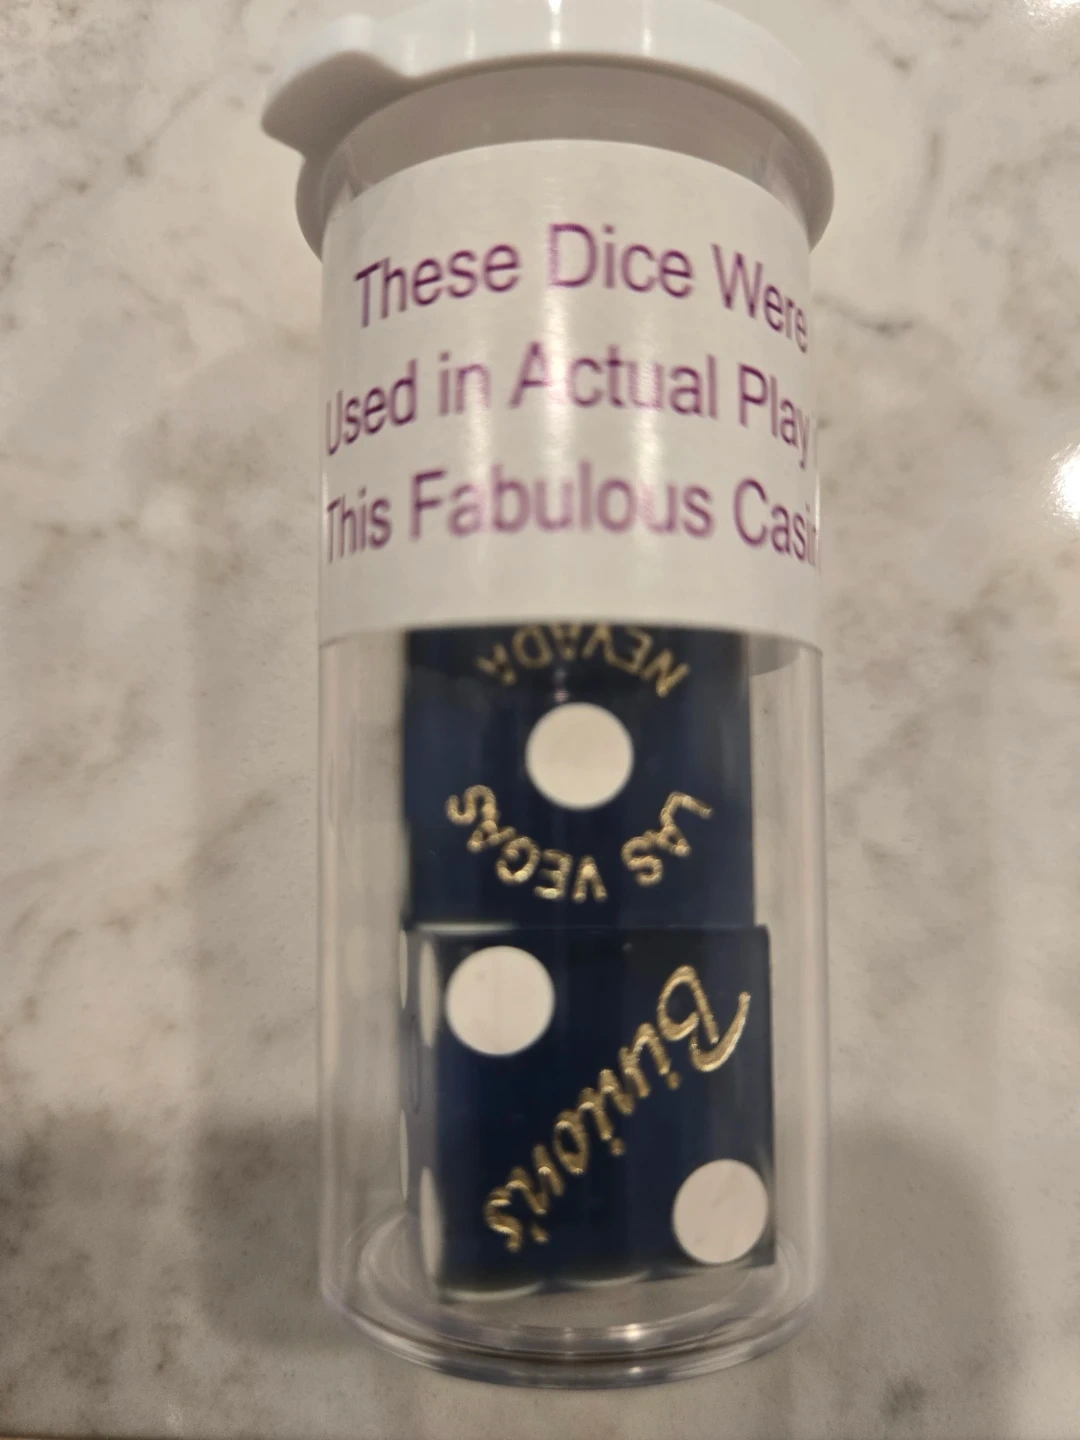 These Dice Were
Used in Actual Play
This Fabulous
NEVADA
LAS VEGAS
Binion's